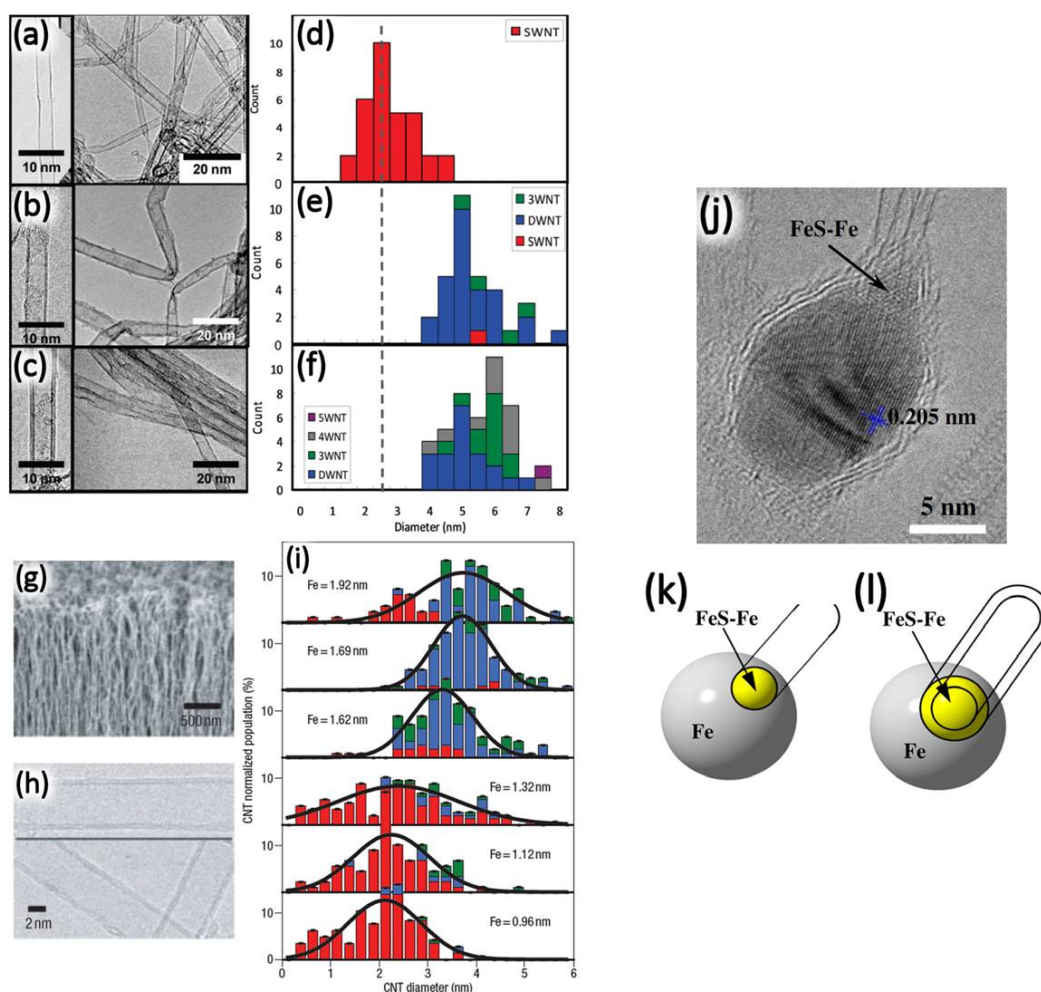 (a)
10 nm
20 nm
(b)
10 nm
20 nm
(c)
10 nm
20 nm
(d)
SWNT
Count
10
8
6
4
2
0
(e)
3WNT
DWNT
SWNT
Count
10
8
6
4
2
0
(f)
5WNT
4WNT
3WNT
DWNT
Count
10
8
6
4
2
0
0 1 2 3 4 5 6 7 8
Diameter (nm)
(g)
500 nm
(h)
2 nm
(i)
CNT normalized population (%)
10
Fe = 1.92 nm
10
Fe = 1.69 nm
10
Fe = 1.62 nm
10
Fe = 1.32 nm
10
Fe = 1.12 nm
10
Fe = 0.96 nm
0
0 1 2 3 4 5 6
CNT diameter (nm)
(j)
FeS-Fe
0.205 nm
5 nm
(k)
FeS-Fe
Fe
(l)
FeS-Fe
Fe